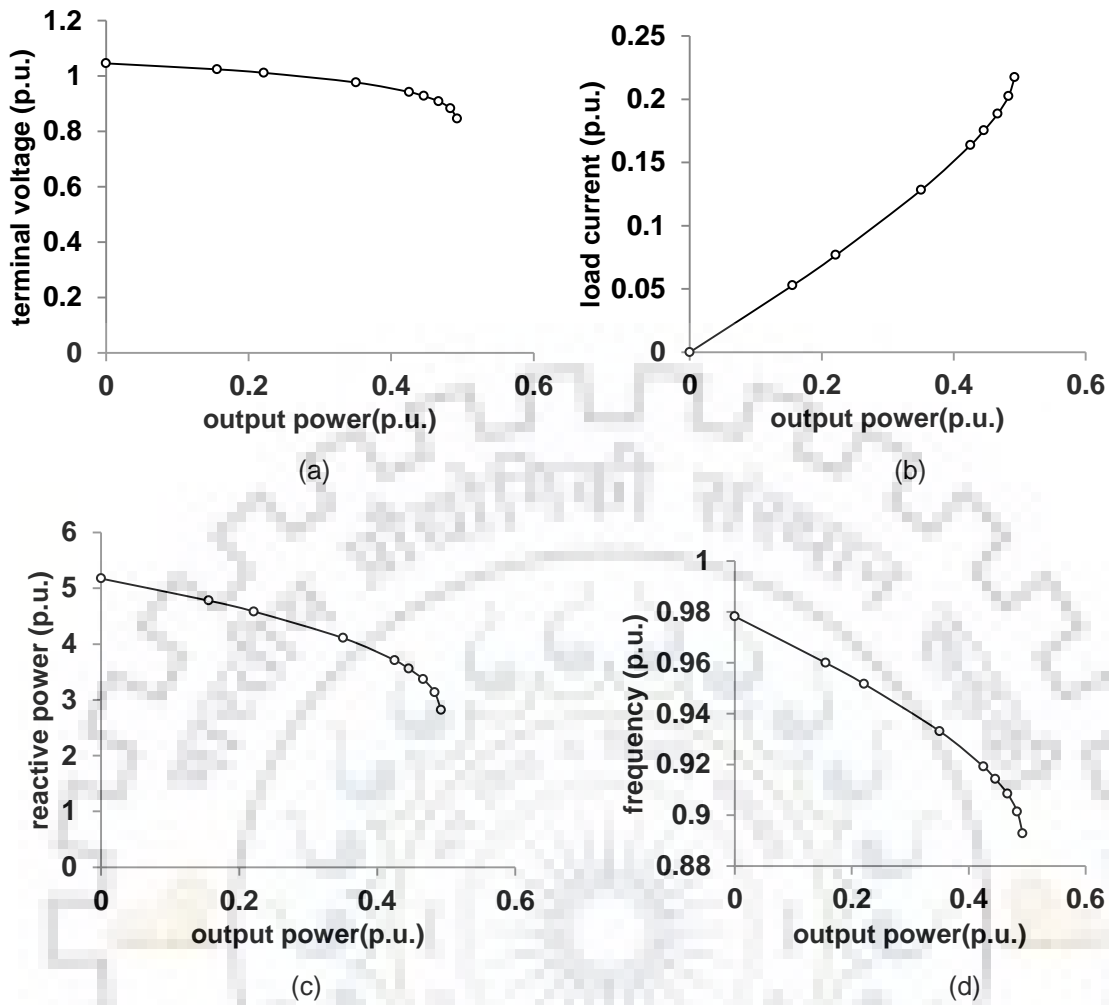 1.2
1
0.8
0.6
0.4
0.2
0
terminal voltage (p.u.)
0 0.2 0.4 0.6
output power(p.u.)
(a)
0.25
0.2
0.15
0.1
0.05
0
load current (p.u.)
0 0.2 0.4 0.6
output power(p.u.)
(b)
6
5
4
3
2
1
0
reactive power (p.u.)
0 0.2 0.4 0.6
output power(p.u.)
(c)
1
0.98
0.96
0.94
0.92
0.9
0.88
frequency (p.u.)
0 0.2 0.4 0.6
output power(p.u.)
(d)